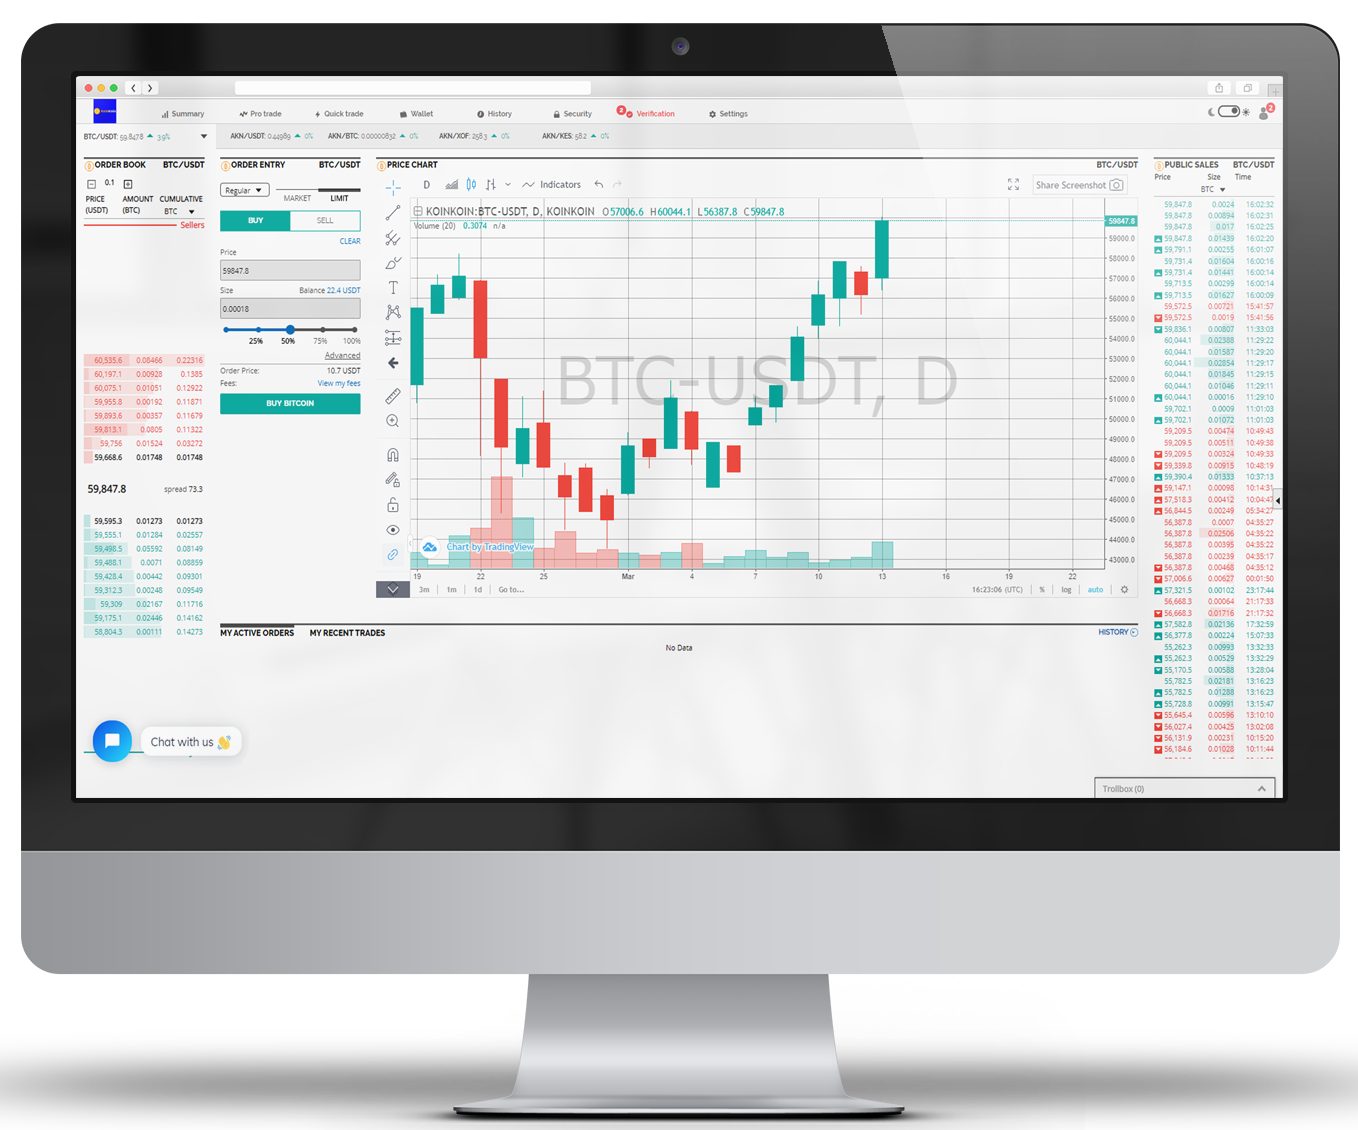 Summary Pro trade Quick trade Wallet History Security 2 Verification Settings 2
BTC/USDT: 59,847.8 3.9% AKN/USDT: 0.44989 0% AKN/BTC: 0.00000832 0% AKN/XOF: 258.3 0% AKN/KES: 58.2 0%
ORDER BOOK BTC/USDT
0.1
PRICE AMOUNT CUMULATIVE
(USDT) (BTC) BTC
Sellers
60,535.6 0.08466 0.22316
60,197.1 0.00928 0.1385
60,075.1 0.01051 0.12922
59,955.8 0.00192 0.11871
59,893.6 0.00357 0.11679
59,813.1 0.0805 0.11322
59,756 0.01524 0.03272
59,668.6 0.01748 0.01748
59,847.8 spread 73.3
59,595.3 0.01273 0.01273
59,555.1 0.01284 0.02557
59,498.5 0.05592 0.08149
59,488.1 0.0071 0.08859
59,428.4 0.00442 0.09301
59,312.3 0.00248 0.09549
59,309 0.02167 0.11716
59,175.1 0.02446 0.14162
58,804.3 0.00111 0.14273
ORDER ENTRY BTC/USDT
Regular MARKET LIMIT
BUY SELL
CLEAR
Price
59847.8
Size Balance 22.4 USDT
0.00018
25% 50% 75% 100%
Advanced
Order Price: 10.7 USDT
Fees: View my fees
BUY BITCOIN
PRICE CHART BTC/USDT
D Indicators Share Screenshot
KOINKOIN:BTC-USDT, D, KOINKOIN O57006.6 H60044.1 L56387.8 C59847.8
Volume (20) 0.3074 n/a
BTC-USDT, D
59847.8
59000.0
58000.0
57000.0
56000.0
55000.0
54000.0
53000.0
52000.0
51000.0
50000.0
49000.0
48000.0
47000.0
46000.0
45000.0
44000.0
43000.0
Chart by TradingView
19 22 25 Mar 4 7 10 13 16 19 22
3m 1m 1d Go to... 16:23:06 (UTC) % log auto
MY ACTIVE ORDERS MY RECENT TRADES HISTORY
No Data
PUBLIC SALES BTC/USDT
Price Size Time
BTC
59,847.8 0.0024 16:02:32
59,847.8 0.00894 16:02:31
59,847.8 0.017 16:02:25
59,847.8 0.01439 16:02:20
59,791.1 0.00255 16:01:07
59,731.4 0.01604 16:00:16
59,731.4 0.01441 16:00:14
59,713.5 0.00299 16:00:14
59,713.5 0.01627 16:00:09
59,572.5 0.00721 15:41:57
59,572.5 0.0019 15:41:56
59,836.1 0.00807 11:33:03
60,044.1 0.02388 11:29:22
60,044.1 0.01587 11:29:20
60,044.1 0.02854 11:29:17
60,044.1 0.01845 11:29:15
60,044.1 0.01046 11:29:11
60,044.1 0.00016 11:29:10
59,702.1 0.0009 11:01:03
59,702.1 0.01072 11:01:03
59,209.5 0.00474 10:49:43
59,209.5 0.00511 10:49:38
59,209.5 0.00324 10:49:33
59,339.8 0.00915 10:48:19
59,390.4 0.01333 10:37:13
59,147.1 0.00098 10:14:31
57,518.3 0.00412 10:04:47
56,844.5 0.00249 05:34:27
56,387.8 0.0007 04:35:27
56,387.8 0.02506 04:35:22
56,387.8 0.00395 04:35:22
56,387.8 0.00239 04:35:17
56,387.8 0.00468 04:35:12
57,006.6 0.00627 00:01:50
57,321.5 0.00102 23:17:44
56,668.3 0.00064 21:17:33
56,668.3 0.01716 21:17:32
57,582.8 0.02136 17:32:59
56,377.8 0.00224 15:07:33
55,262.3 0.00993 13:32:33
55,262.3 0.00529 13:32:29
55,170.5 0.00588 13:28:04
55,782.5 0.02181 13:16:23
55,782.5 0.01288 13:16:23
55,728.8 0.00991 13:15:47
55,645.4 0.00596 13:10:10
56,027.4 0.00425 13:02:08
56,131.9 0.00231 10:15:20
56,184.6 0.01028 10:11:44
Chat with us
Trollbox (0)